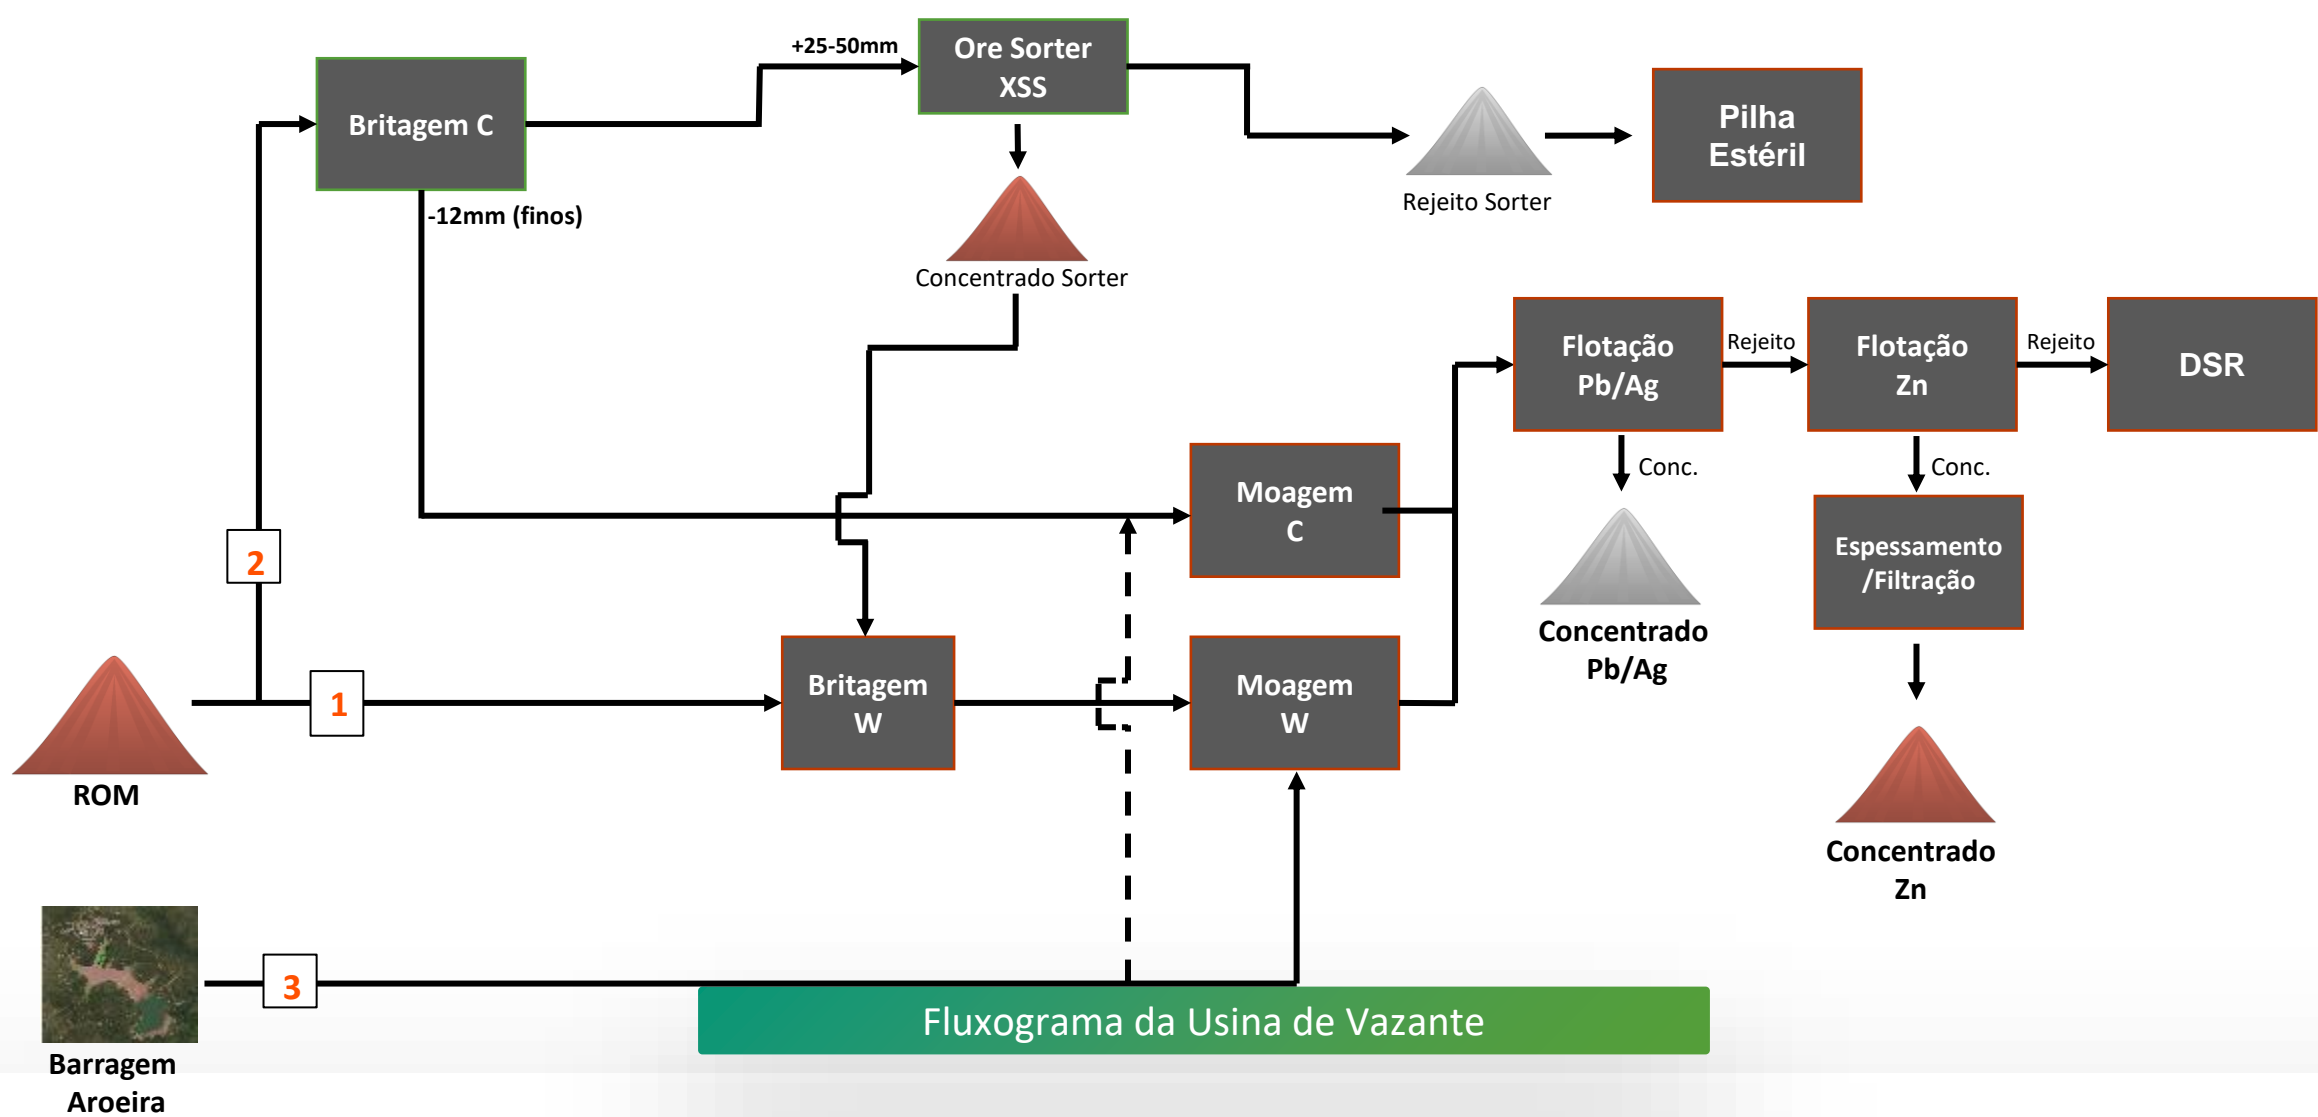 +25-50mm
Ore Sorter
XSS
Britagem C
Pilha
Estéril
-12mm (finos)
Rejeito Sorter
Concentrado Sorter
Flotação
Pb/Ag
Rejeito
Flotação
Zn
Rejeito
DSR
Conc.
Conc.
Moagem
C
2
Espessamento
/Filtração
Concentrado
Pb/Ag
1
Britagem
W
Moagem
W
ROM
Concentrado
Zn
3
Fluxograma da Usina de Vazante
Barragem
Aroeira